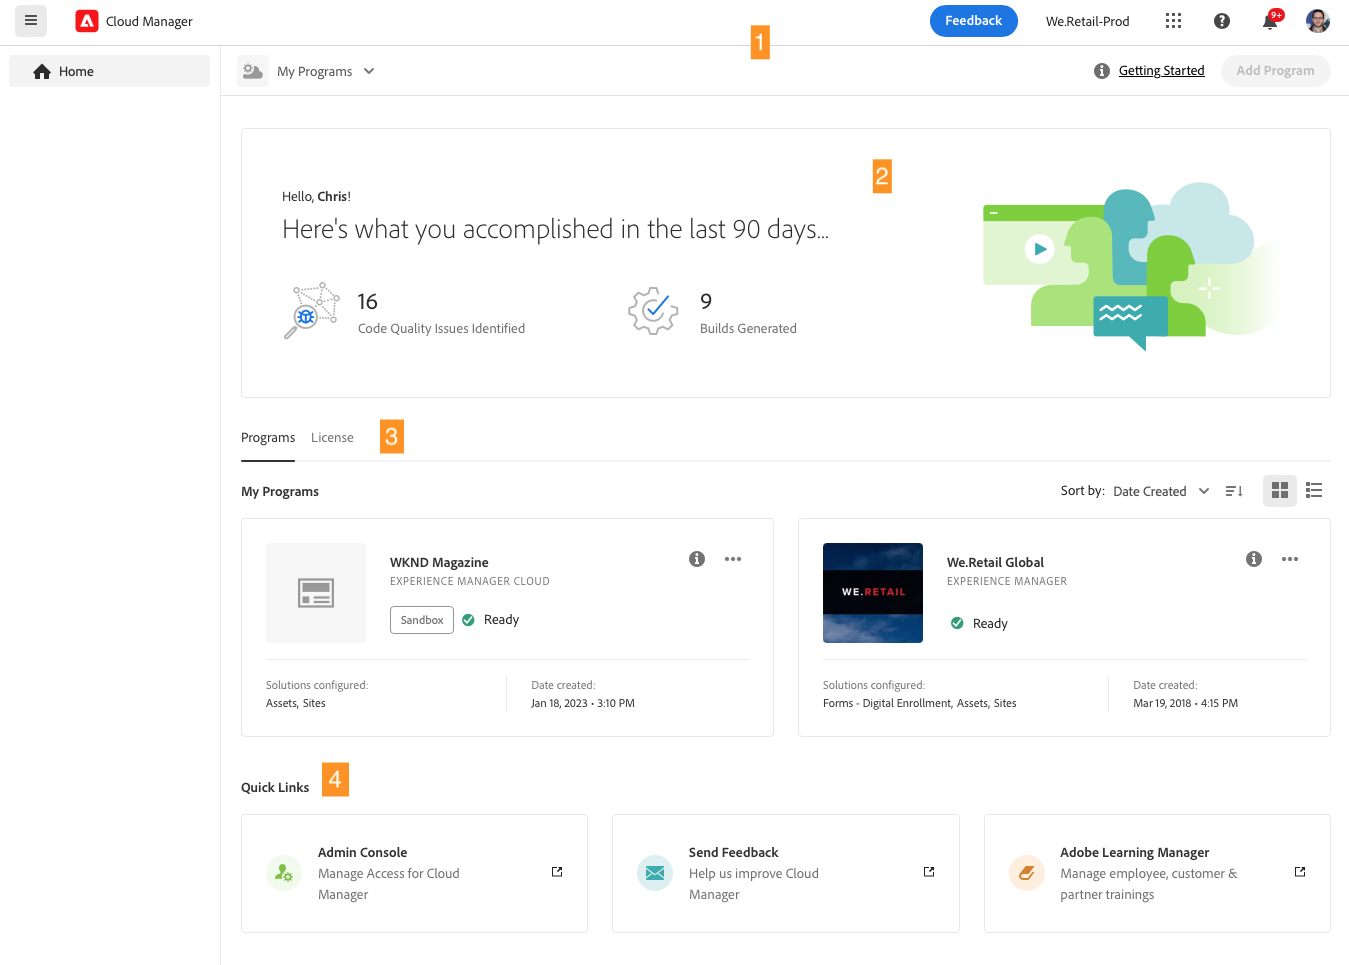 Cloud Manager
Feedback
We.Retail-Prod
9+
1
Home
My Programs
Getting Started
Add Program
2
Hello, Chris!
Here's what you accomplished in the last 90 days...
16
Code Quality Issues Identified
9
Builds Generated
Programs
License
3
My Programs
Sort by: Date Created
WKND Magazine
EXPERIENCE MANAGER CLOUD
Sandbox
Ready
Solutions configured:
Assets, Sites
Date created:
Jan 18, 2023 • 3:10 PM
WE.RETAIL
We.Retail Global
EXPERIENCE MANAGER
Ready
Solutions configured:
Forms - Digital Enrollment, Assets, Sites
Date created:
Mar 19, 2018 • 4:15 PM
Quick Links
4
Admin Console
Manage Access for Cloud
Manager
Send Feedback
Help us improve Cloud
Manager
Adobe Learning Manager
Manage employee, customer &
partner trainings